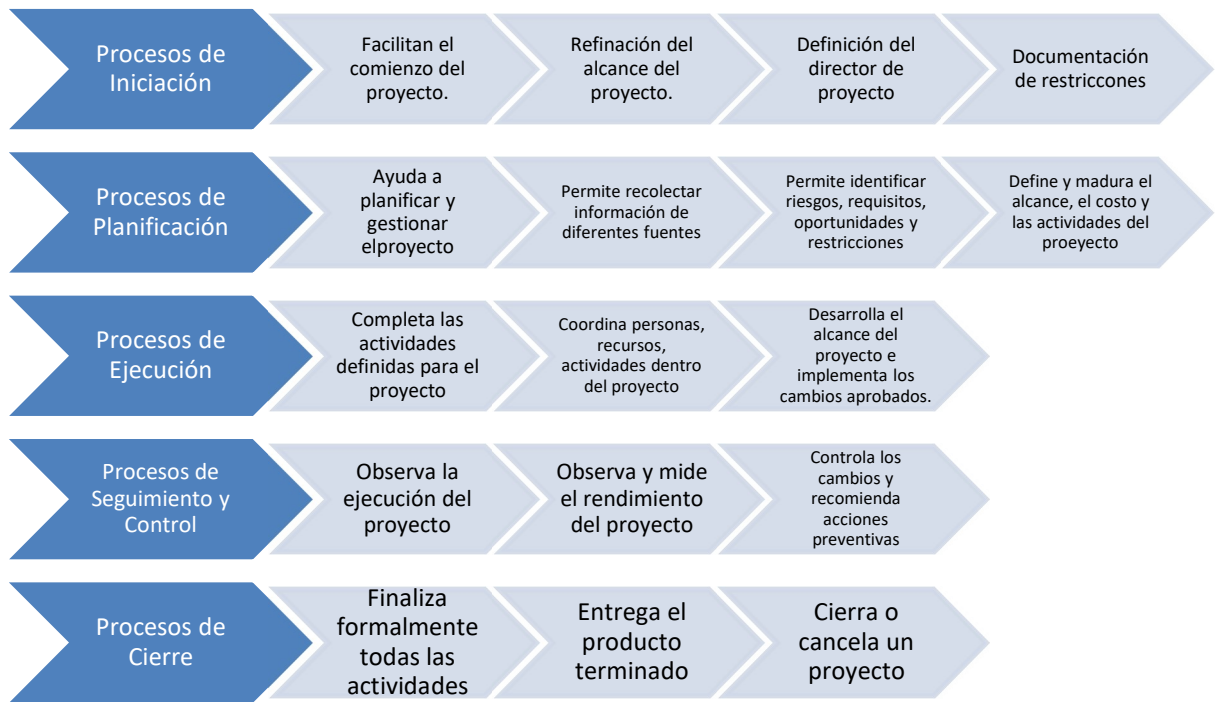 Procesos de
Iniciación
Facilitan el
comienzo del
proyecto.
Refinación del
alcance del
proyecto.
Definición del
director de
proyecto
Documentación
de restriccones
Procesos de
Planificación
Ayuda a
planificar y
gestionar
elproyecto
Permite recolectar
información de
diferentes fuentes
Permite identificar
riesgos, requisitos,
oportunidades y
restricciones
Define y madura el
alcance, el costo y
las actividades del
proeyecto
Procesos de
Ejecución
Completa las
actividades
definidas para el
proyecto
Coordina personas,
recursos,
actividades dentro
del proyecto
Desarrolla el
alcance del
proyecto e
implementa los
cambios aprobados.
Procesos de
Seguimiento y
Control
Observa la
ejecución del
proyecto
Observa y mide
el rendimiento
del proyecto
Controla los
cambios y
recomienda
acciones
preventivas
Procesos de
Cierre
Finaliza
formalmente
todas las
actividades
Entrega el
producto
terminado
Cierra o
cancela un
proyecto